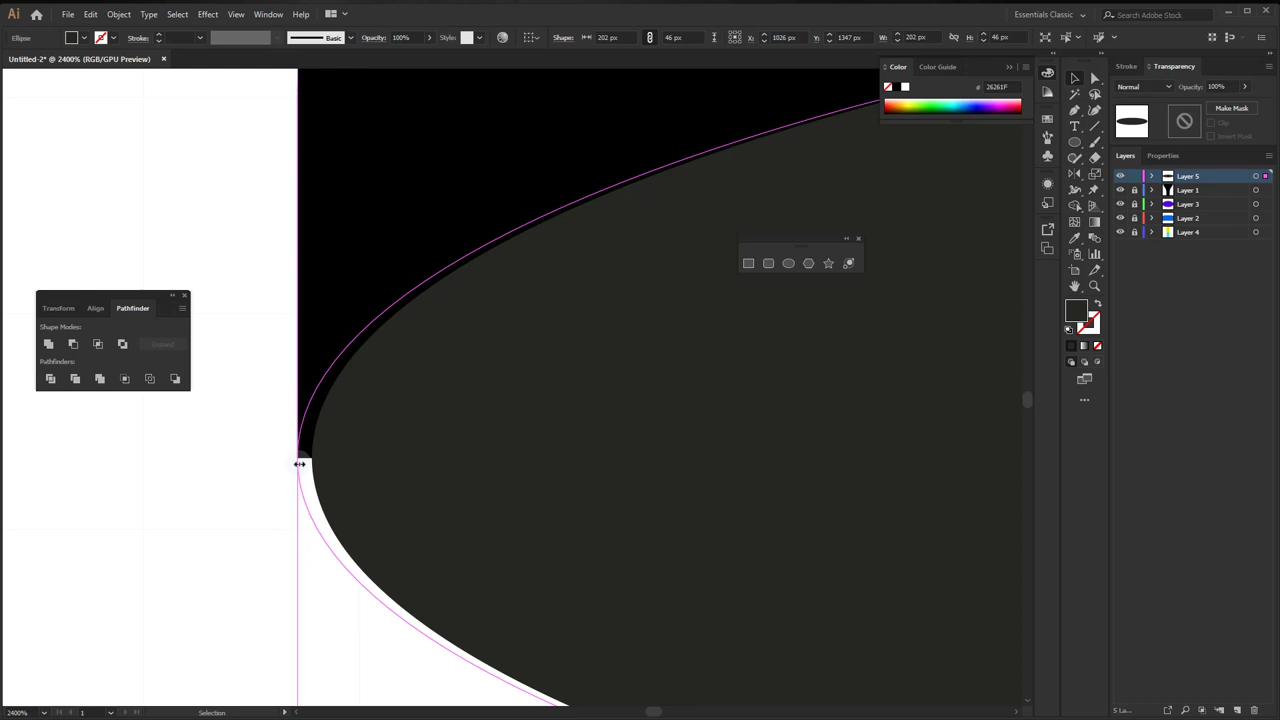 Ai File Edit Object Type Select Effect View Window Help Essentials Classic Search Adobe Stock
Ellipse Stroke: Basic Opacity: 100% Style: Shape: 202 px 46 px X: 1026 px Y: 1347 px W: 202 px H: 46 px
Untitled-2* @ 2400% (RGB/GPU Preview)
Color Color Guide
# 26261F
Stroke Transparency
Normal Opacity: 100%
Make Mask
Clip
Invert Mask
Layers Properties
Layer 5
Layer 1
Layer 3
Layer 2
Layer 4
Transform Align Pathfinder
Shape Modes:
Expand
Pathfinders:
2400% 1 Selection
5 La...